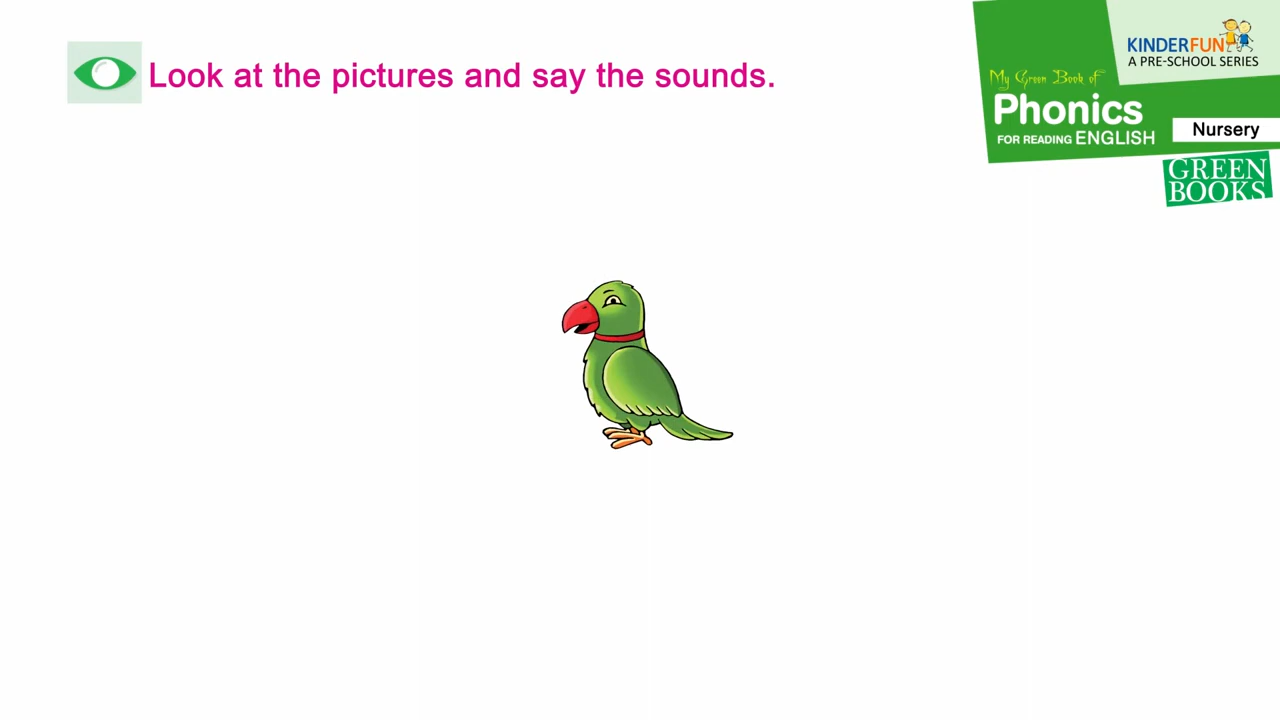 Look at the pictures and say the sounds.
KINDERFUN
A PRE-SCHOOL SERIES
My Green Book of
Phonics
FOR READING ENGLISH
Nursery
GREEN
BOOKS